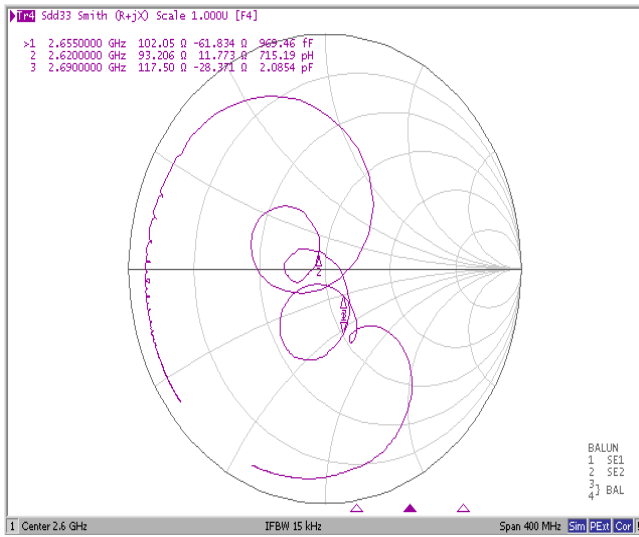 Tr4 Sdd33 Smith (R+jX) Scale 1.000U [F4]
>1 2.6550000 GHz 102.05 Ω -61.834 Ω 969.46 fF
2 2.6200000 GHz 93.206 Ω 11.773 Ω 715.19 pH
3 2.6900000 GHz 117.50 Ω -28.371 Ω 2.0854 pF
2
BALUN
1 SE1
2 SE2
3
4} BAL
1 Center 2.6 GHz IFBW 15 kHz Span 400 MHz Sim PExt Cor